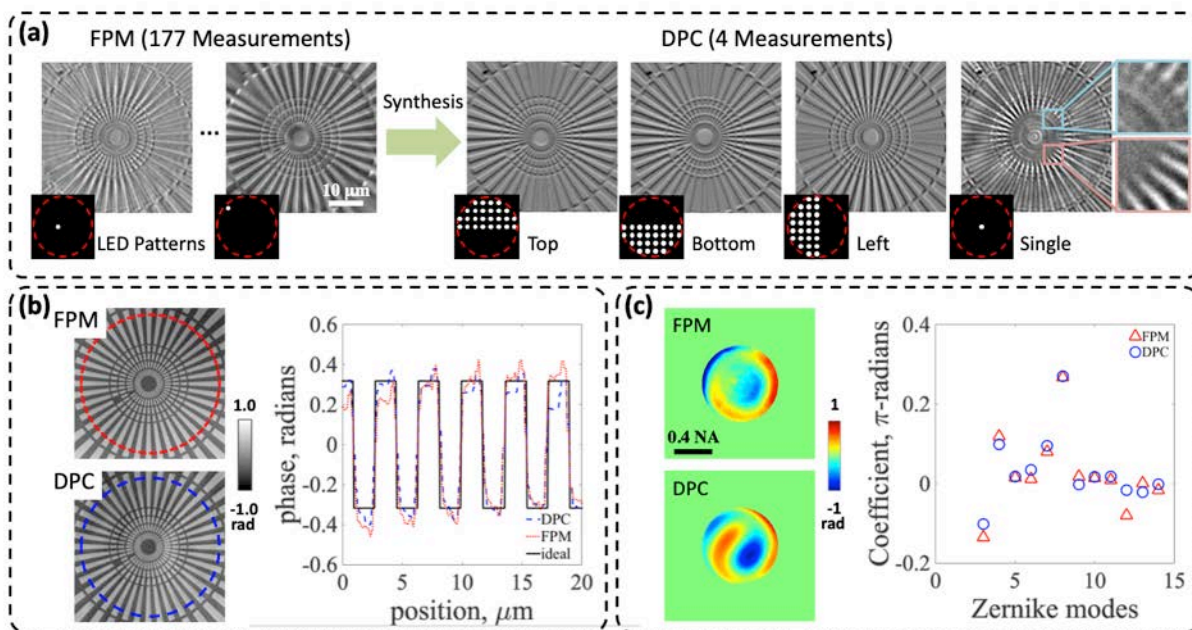 (a)
FPM (177 Measurements)
DPC (4 Measurements)
Synthesis
...
10 μm
LED Patterns
Top
Bottom
Left
Single
(b)
FPM
DPC
1.0
-1.0
rad
phase, radians
0.6
0.4
0.2
0
-0.2
-0.4
-0.6
DPC
FPM
ideal
0
5
10
15
20
position, μm
(c)
FPM
0.4 NA
DPC
1
-1
rad
Coefficient, π-radians
0.4
0.2
0
-0.2
FPM
DPC
0
5
10
15
Zernike modes